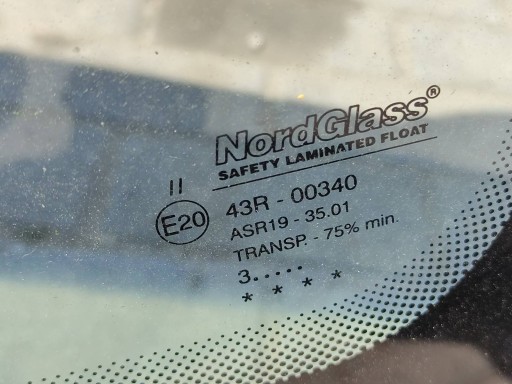 NordGlass®
SAFETY LAMINATED FLOAT
II
E20
43R - 00340
ASR19 - 35.01
TRANSP. - 75% min.
3.....
* * * *